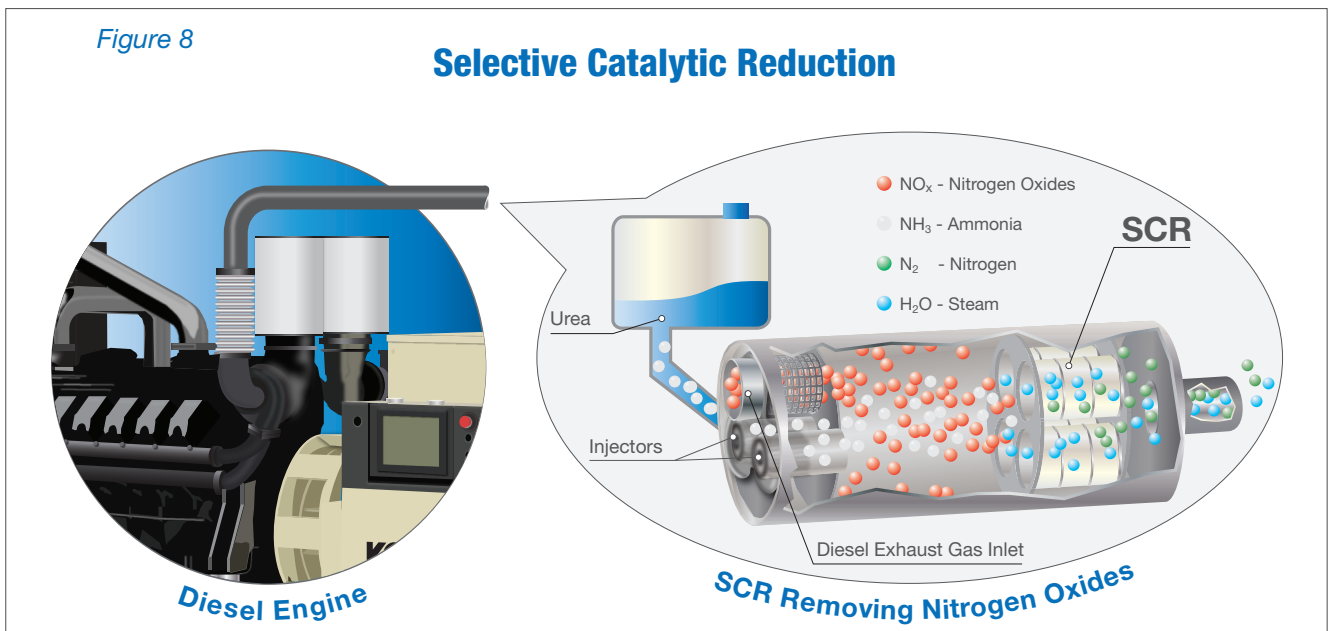 Figure 8
Selective Catalytic Reduction
NOₓ - Nitrogen Oxides
NH₃ - Ammonia
N₂ - Nitrogen
H₂O - Steam
SCR
Urea
Injectors
Diesel Exhaust Gas Inlet
Diesel Engine
SCR Removing Nitrogen Oxides